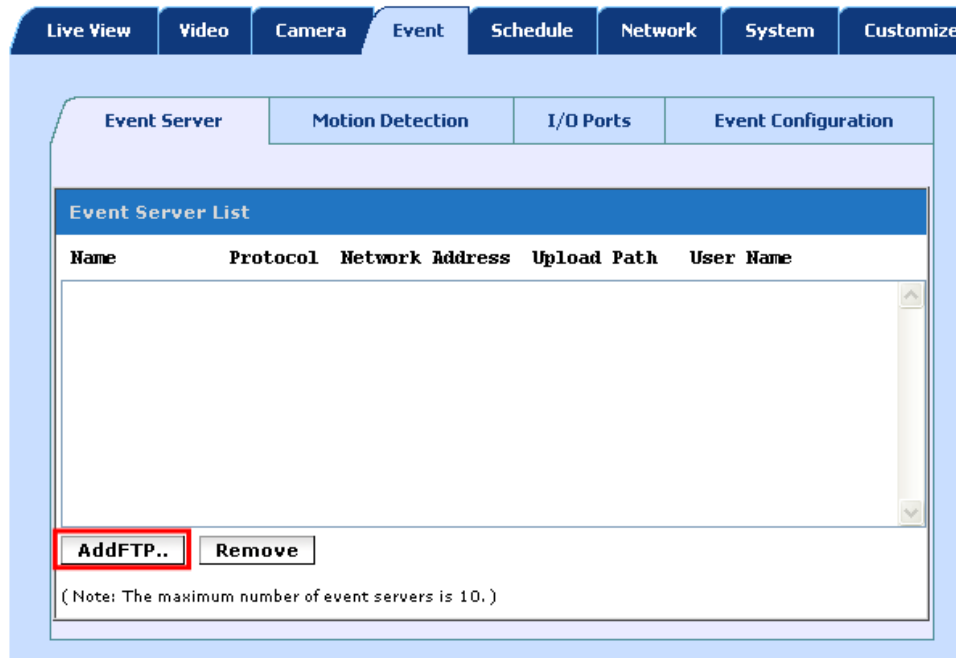 Live View Video Camera Event Schedule Network System Customize
Event Server Motion Detection I/O Ports Event Configuration
Event Server List
Name Protocol Network Address Upload Path User Name
AddFTP.. Remove
( Note: The maximum number of event servers is 10. )